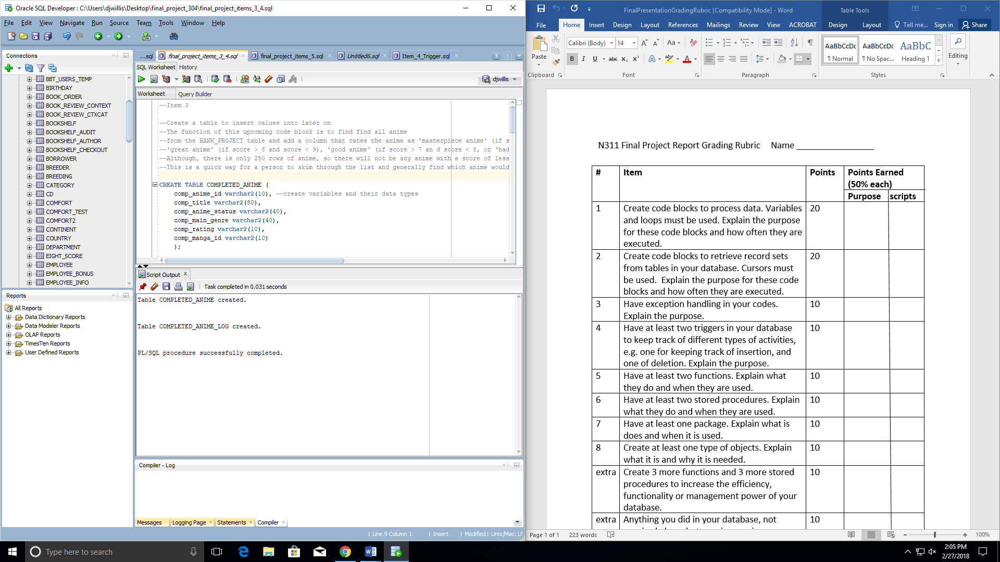 Oracle SQL Developer : C:\Users\djwillis\Desktop\final_project_304\final_project_items_3_4.sql
File Edit View Navigate Run Source Team Tools Window Help
Connections
BBT_USERS_TEMP
BIRTHDAY
BOOK_ORDER
BOOK_REVIEW_CONTEXT
BOOK_REVIEW_CTXCAT
BOOKSHELF
BOOKSHELF_AUDIT
BOOKSHELF_AUTHOR
BOOKSHELF_CHECKOUT
BORROWER
BREEDER
BREEDING
CATEGORY
CD
COMFORT
COMFORT_TEST
COMFORT2
CONTINENT
COUNTRY
DEPARTMENT
EIGHT_SCORE
EMPLOYEE
EMPLOYEE_BONUS
EMPLOYEE_INFO
Reports
All Reports
Data Dictionary Reports
Data Modeler Reports
OLAP Reports
TimesTen Reports
User Defined Reports
...sql final_project_items_3_4.sql final_project_items_5.sql Untitled6.sql Item_4_Trigger.sql
SQL Worksheet History
djwillis
Worksheet Query Builder
--Item 3
--Create a table to insert values into later on
--The function of this upcoming code block is to find find all anime
--from the RANK_PROJECT table and add a column that rates the anime as 'masterpiece anime' (if s
--'great anime' (if score > 8 and score < 9), 'good anime' (if score > 7 an d score < 8, or 'bad
--Although, there is only 250 rows of anime, so there will not be any anime with a score of less
--This is a quick way for a person to skim through the list and generally find which anime would
CREATE TABLE COMPLETED_ANIME (
comp_anime_id varchar2(10), --create variables and their data types
comp_title varchar2(80),
comp_anime_status varchar2(40),
comp_main_genre varchar2(40),
comp_rating varchar2(10),
comp_manga_id varchar2(10)
);
Script Output
Task completed in 0.031 seconds
Table COMPLETED_ANIME created.
Table COMPLETED_ANIME_LOG created.
PL/SQL procedure successfully completed.
Compiler - Log
Messages Logging Page Statements Compiler
Line 9 Column 1 Insert Modified Unix/Mac: LF
FinalPresentationGradingRubric [Compatibility Mode] - Word
Table Tools
File Home Insert Design Layout References Mailings Review View ACROBAT Design Layout Tell me... Sign in Share
Paste
Calibri (Body) 14
B I U abc x₂ x²
AaBbCcDc AaBbCcDc AaBbC
¶ Normal ¶ No Spac... Heading 1
Editing
Clipboard Font Paragraph Styles
N311 Final Project Report Grading Rubric Name _________________
# Item Points Points Earned
(50% each)
Purpose scripts
1 Create code blocks to process data. Variables 20
and loops must be used. Explain the purpose
for these code blocks and how often they are
executed.
2 Create code blocks to retrieve record sets 20
from tables in your database. Cursors must
be used. Explain the purpose for these code
blocks and how often they are executed.
3 Have exception handling in your codes. 10
Explain the purpose.
4 Have at least two triggers in your database 10
to keep track of different types of activities,
e.g. one for keeping track of insertion, and
one of deletion. Explain the purpose.
5 Have at least two functions. Explain what 10
they do and when they are used.
6 Have at least two stored procedures. Explain 10
what they do and when they are used.
7 Have at least one package. Explain what is 10
does and when it is used.
8 Create at least one type of objects. Explain 10
what it is and why it is needed.
extra Create 3 more functions and 3 more stored 10
procedures to increase the efficiency,
functionality or management power of your
database.
extra Anything you did in your database, not 10
Page 1 of 1 223 words
100%
Type here to search
2:05 PM
2/27/2018